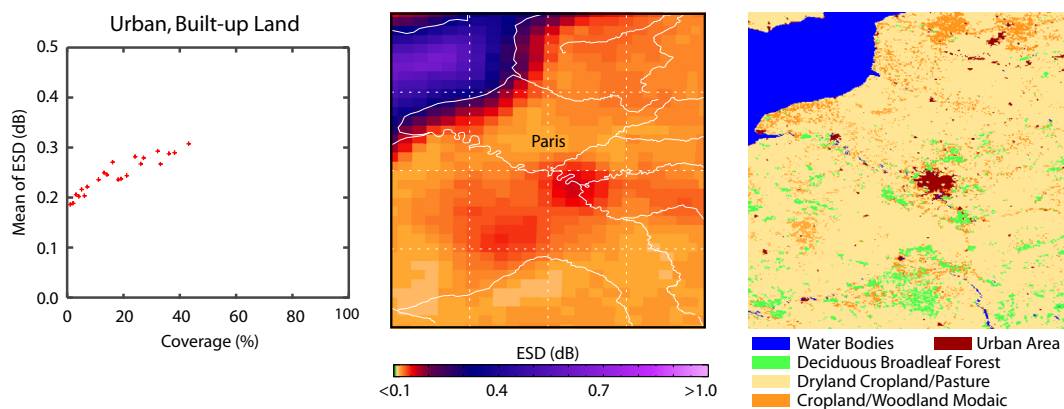 Urban, Built-up Land
0.5
0.4
0.3
0.2
0.1
0.0
Mean of ESD (dB)
0 20 40 60 80 100
Coverage (%)
Paris
ESD (dB)
<0.1 0.4 0.7 >1.0
Water Bodies
Urban Area
Deciduous Broadleaf Forest
Dryland Cropland/Pasture
Cropland/Woodland Modaic